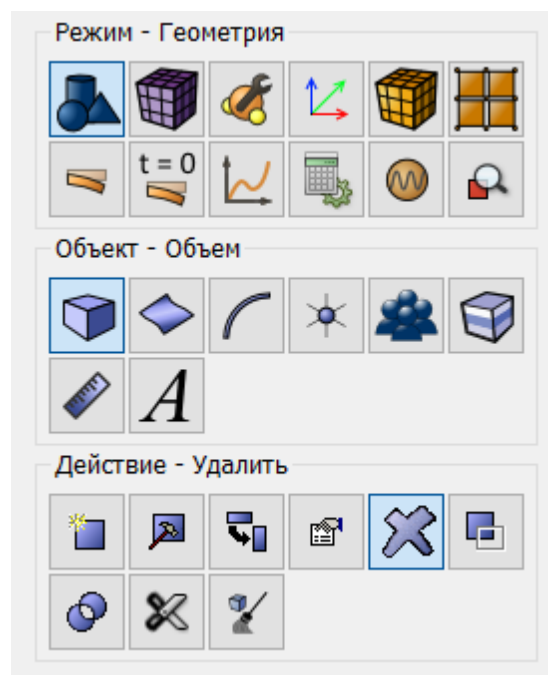 Режим - Геометрия
t = 0
Объект - Объем
A
Действие - Удалить